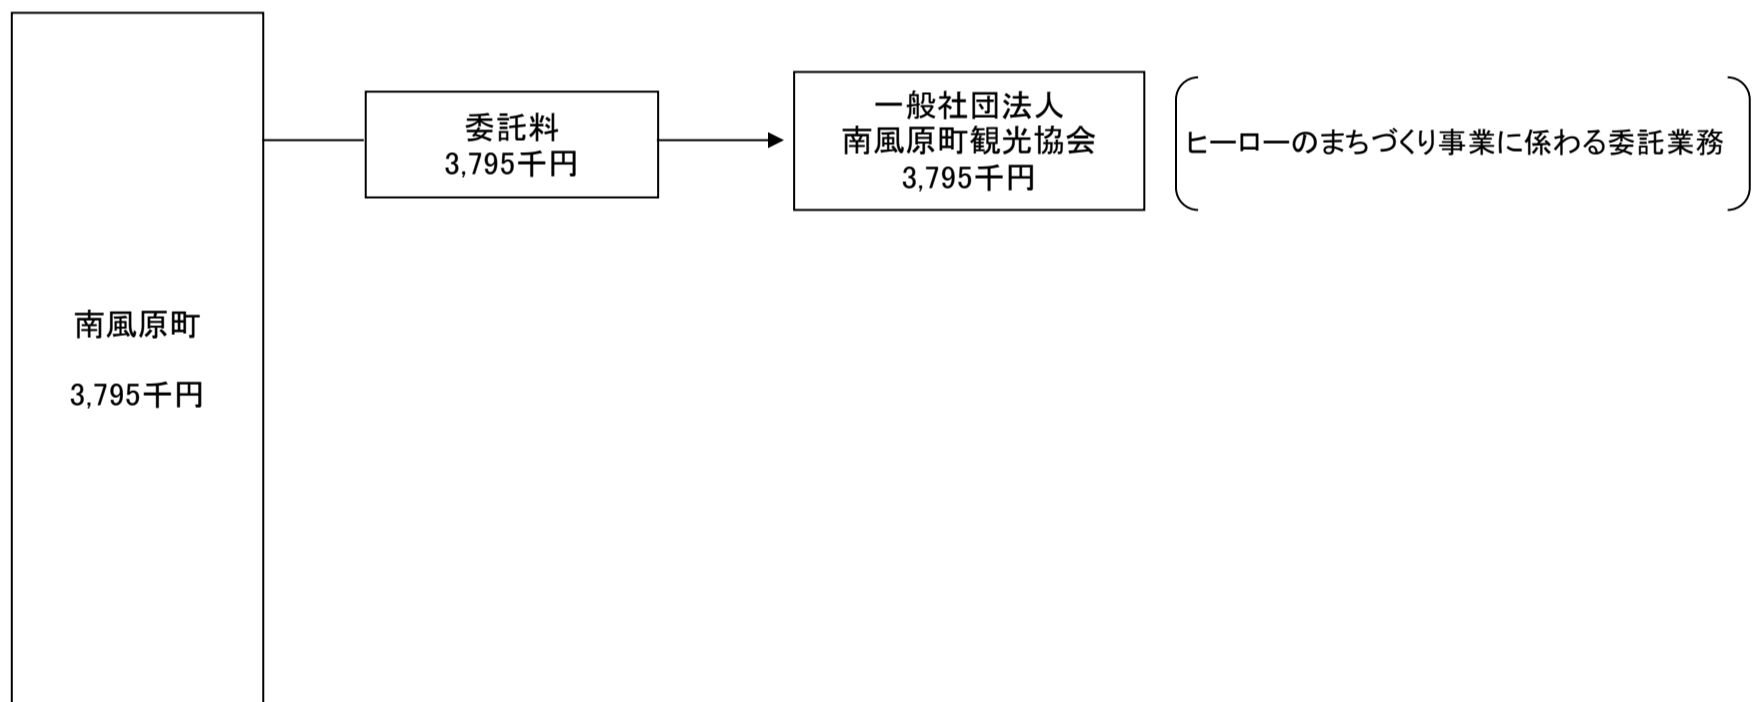 南風原町
3,795千円
委託料
3,795千円
一般社団法人
南風原町観光協会
3,795千円
ヒーローのまちづくり事業に係わる委託業務